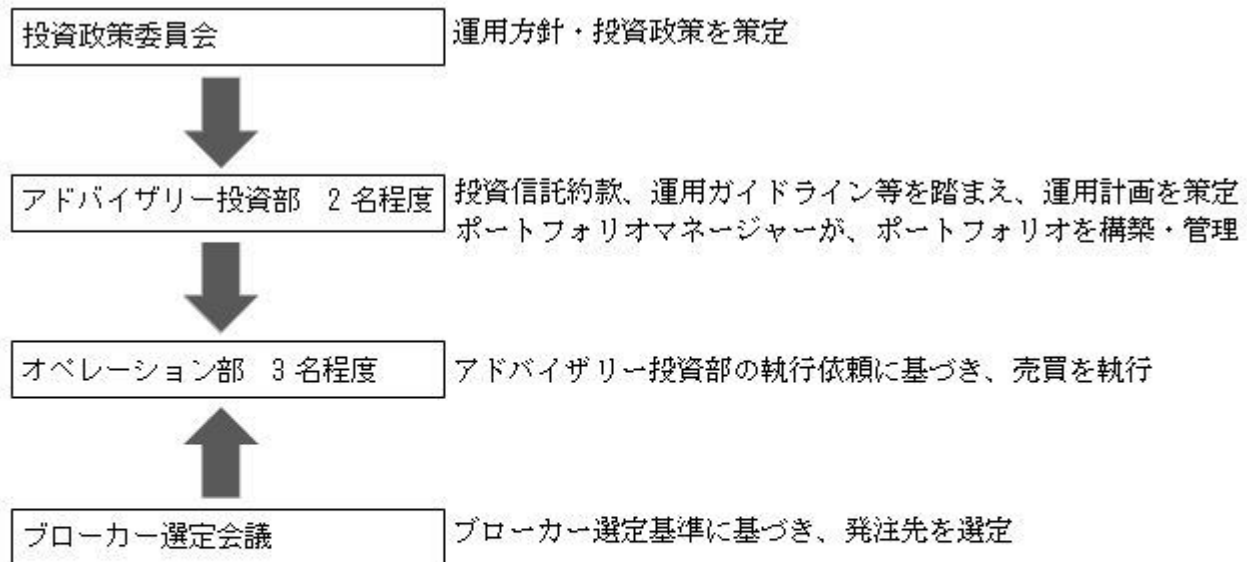 投資政策委員会
運用方針・投資政策を策定
アドバイザリー投資部　2名程度
投資信託約款、運用ガイドライン等を踏まえ、運用計画を策定
ポートフォリオマネージャーが、ポートフォリオを構築・管理
オペレーション部　3名程度
アドバイザリー投資部の執行依頼に基づき、売買を執行
ブローカー選定会議
ブローカー選定基準に基づき、発注先を選定